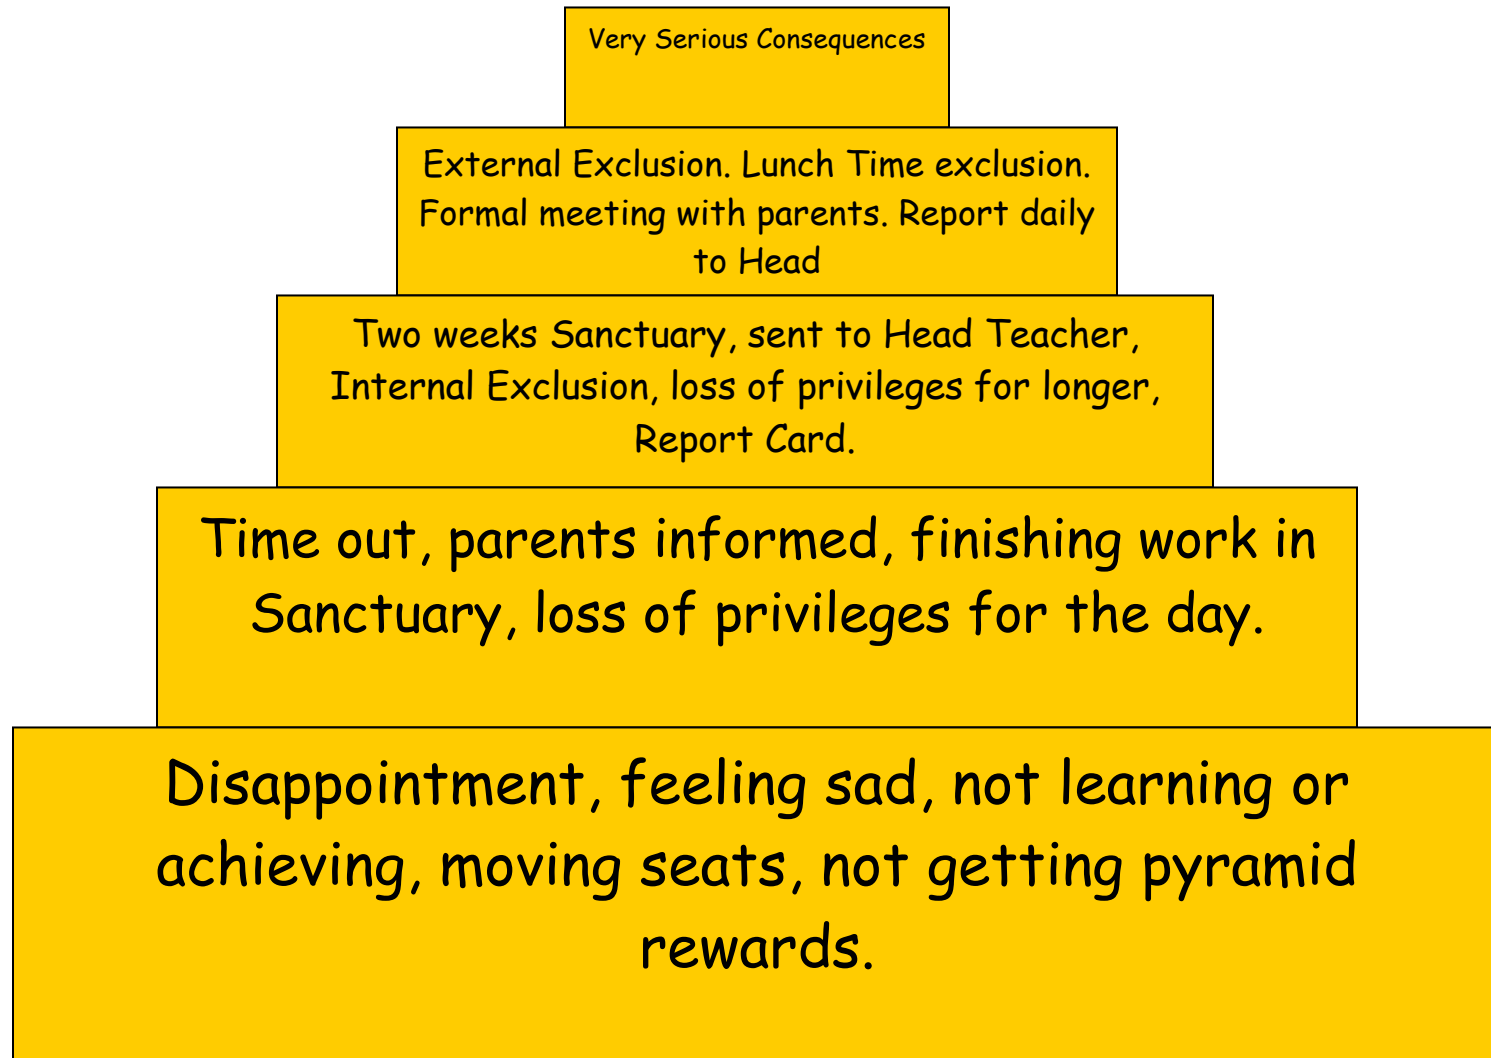 Very Serious Consequences
External Exclusion. Lunch Time exclusion.
Formal meeting with parents. Report daily
to Head
Two weeks Sanctuary, sent to Head Teacher,
Internal Exclusion, loss of privileges for longer,
Report Card.
Time out, parents informed, finishing work in
Sanctuary, loss of privileges for the day.
Disappointment, feeling sad, not learning or
achieving, moving seats, not getting pyramid
rewards.